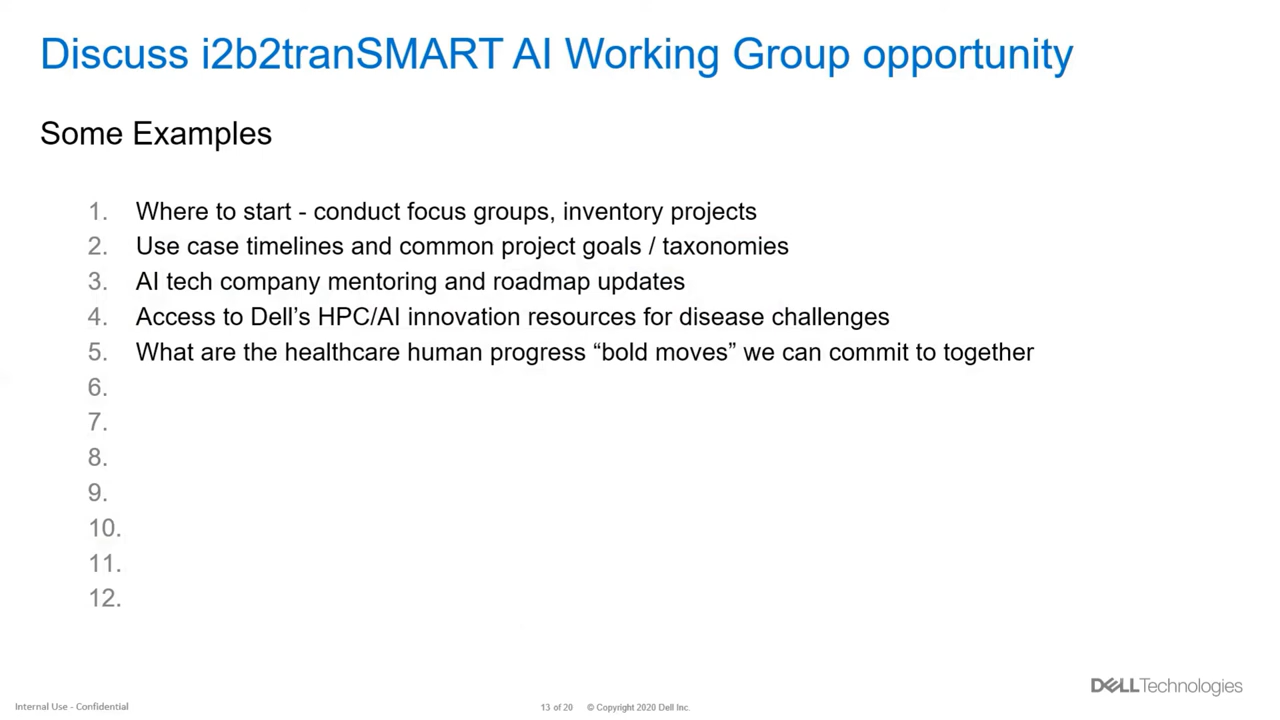 Discuss i2b2tranSMART AI Working Group opportunity
Some Examples
1. Where to start - conduct focus groups, inventory projects
2. Use case timelines and common project goals / taxonomies
3. AI tech company mentoring and roadmap updates
4. Access to Dell’s HPC/AI innovation resources for disease challenges
5. What are the healthcare human progress “bold moves” we can commit to together
6.
7.
8.
9.
10.
11.
12.
DELLTechnologies
Internal Use - Confidential
13 of 20
© Copyright 2020 Dell Inc.